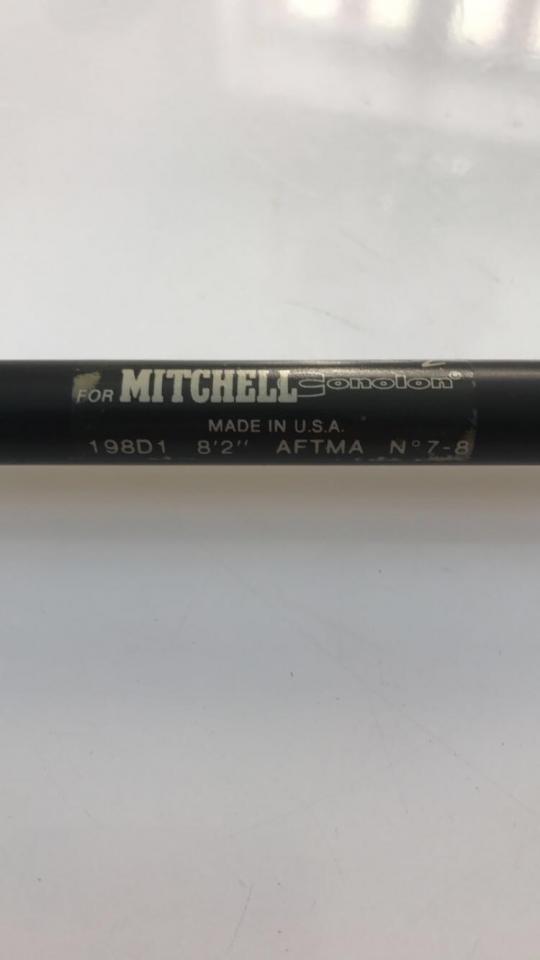 FOR MITCHELL Conolon®
MADE IN U.S.A.
198D1 8'2" AFTMA N° 7-8